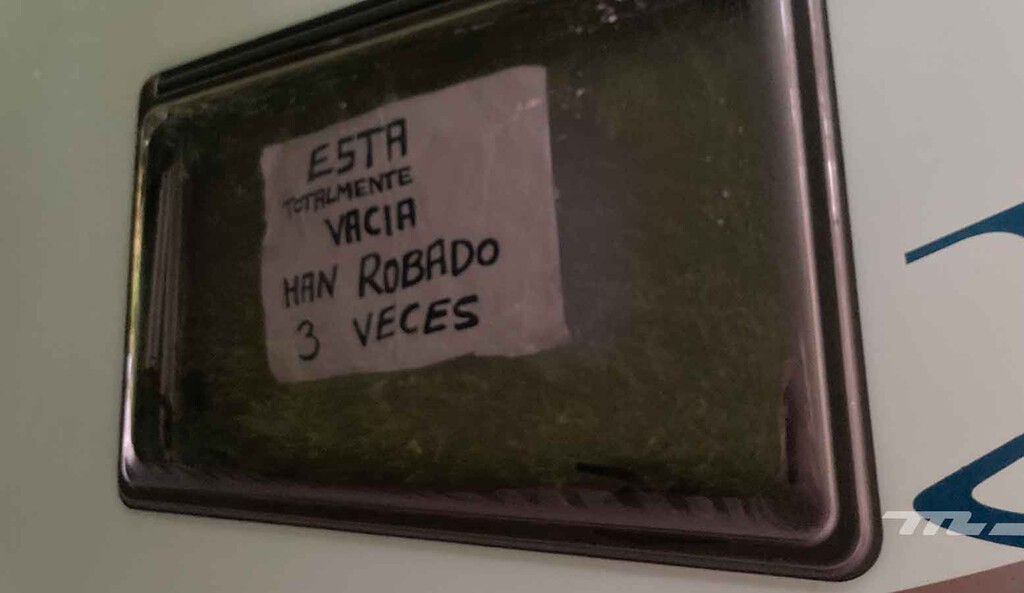 ESTA
TOTALMENTE
VACIA
HAN ROBADO
3 VECES